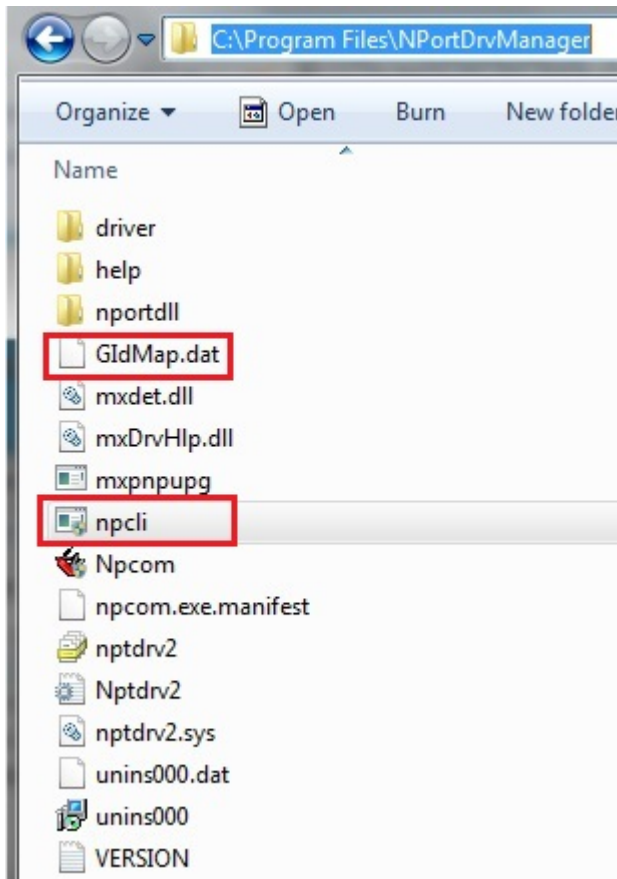 C:\Program Files\NPortDrvManager
Organize Open Burn New folder
Name
driver
help
nportdll
GIdMap.dat
mxdet.dll
mxDrvHlp.dll
mxpnpupg
npcli
Npcom
npcom.exe.manifest
nptdrv2
Nptdrv2
nptdrv2.sys
unins000.dat
unins000
VERSION